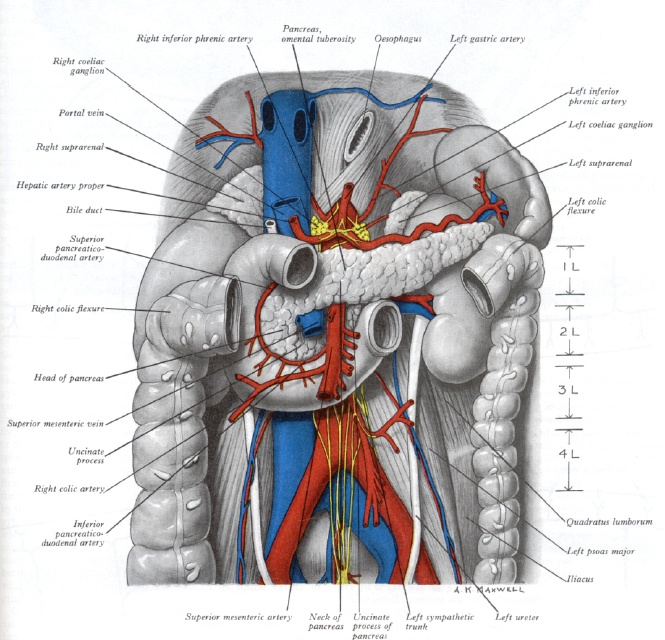 Right inferior phrenic artery
Pancreas,
omental tuberosity
Oesophagus
Left gastric artery
Right coeliac
ganglion
Portal vein
Right suprarenal
Hepatic artery proper
Bile duct
Superior
pancreatico-
duodenal artery
Right colic flexure
Head of pancreas
Superior mesenteric vein
Uncinate
process
Right colic artery
Inferior
pancreatico-
duodenal artery
Left inferior
phrenic artery
Left coeliac ganglion
Left suprarenal
Left colic
flexure
1 L
2 L
3 L
4 L
Quadratus lumborum
Left psoas major
Iliacus
A. K. MAXWELL
Superior mesenteric artery
Neck of
pancreas
Uncinate
process of
pancreas
Left sympathetic
trunk
Left ureter